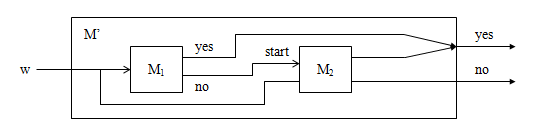 M’
yes
yes
start
w
M₁
M₂
no
no